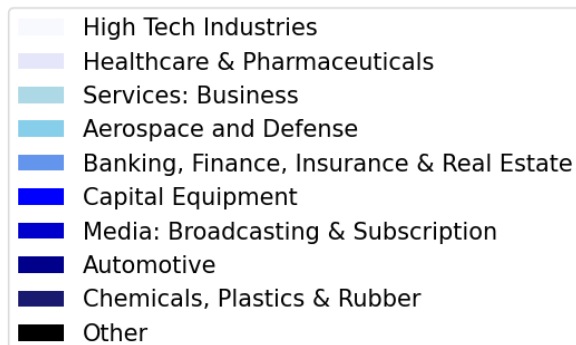 High Tech Industries
Healthcare & Pharmaceuticals
Services: Business
Aerospace and Defense
Banking, Finance, Insurance & Real Estate
Capital Equipment
Media: Broadcasting & Subscription
Automotive
Chemicals, Plastics & Rubber
Other